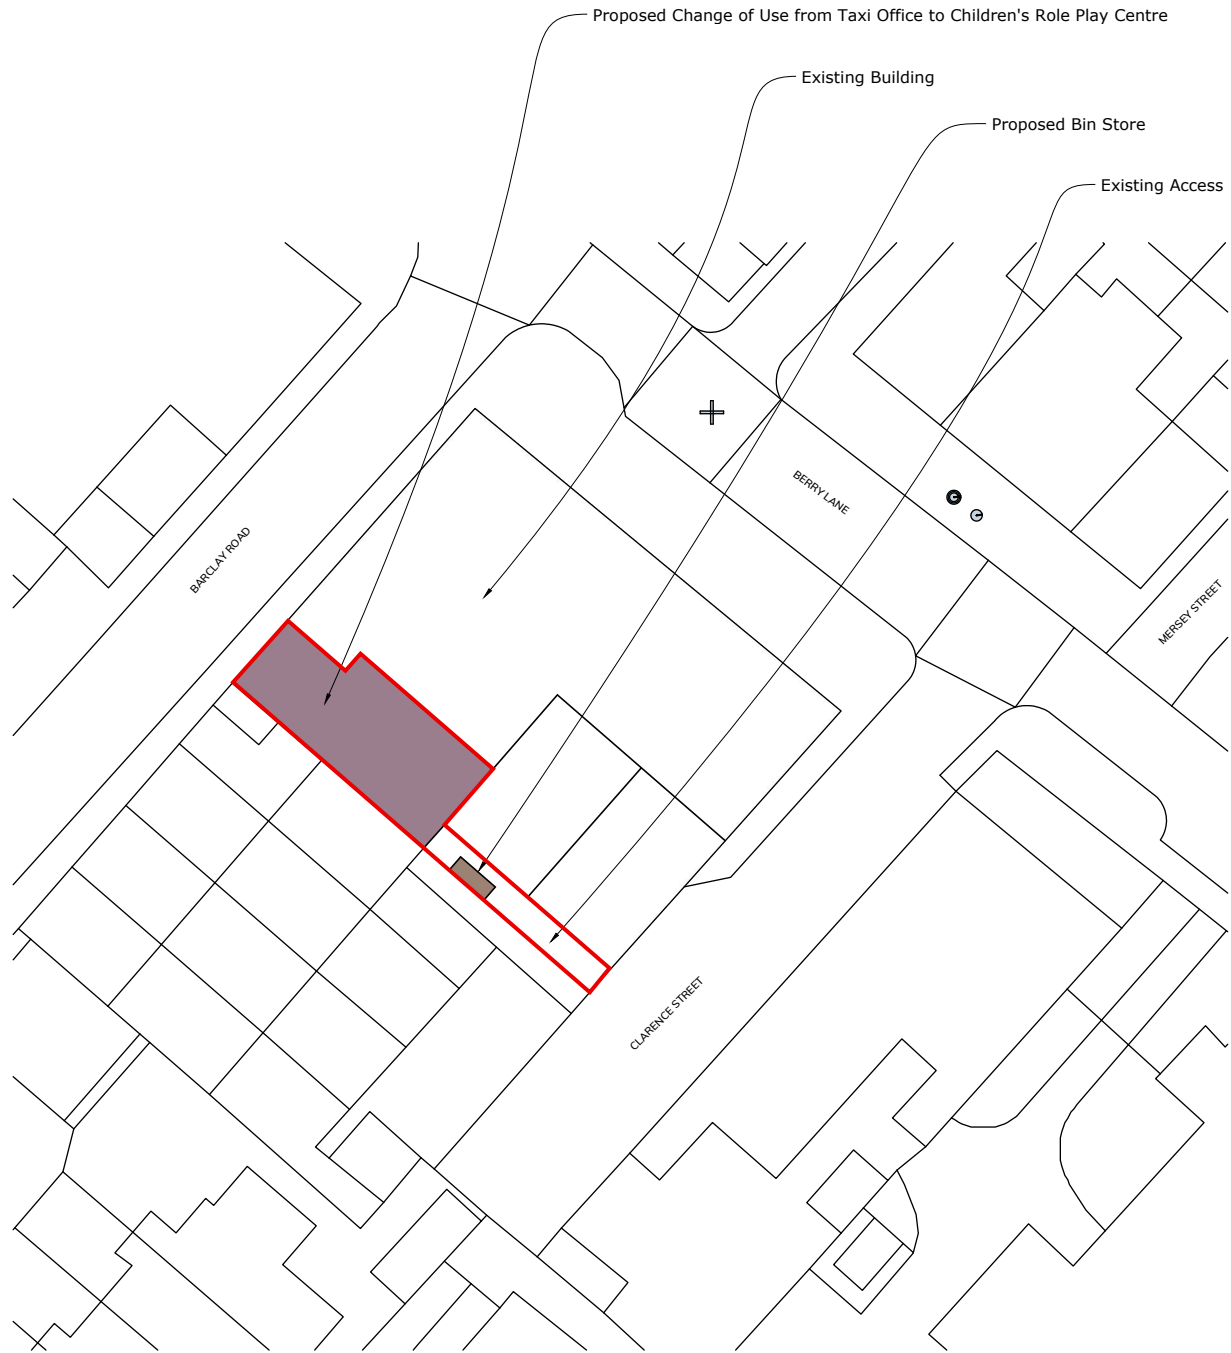 Proposed Change of Use from Taxi Office to Children's Role Play Centre
Existing Building
Proposed Bin Store
Existing Access
BERRY LANE
BARCLAY ROAD
MERSEY STREET
CLARENCE STREET